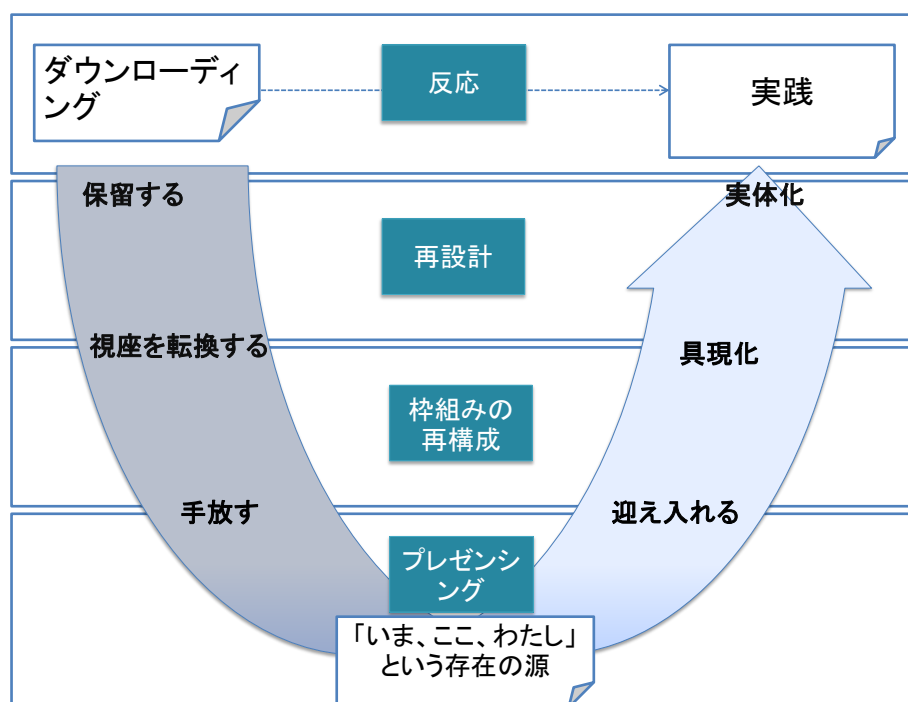 ダウンローディ
ング
反応
実践
保留する
実体化
再設計
視座を転換する
具現化
枠組みの
再構成
手放す
迎え入れる
プレゼンシ
ング
「いま、ここ、わたし」
という存在の源